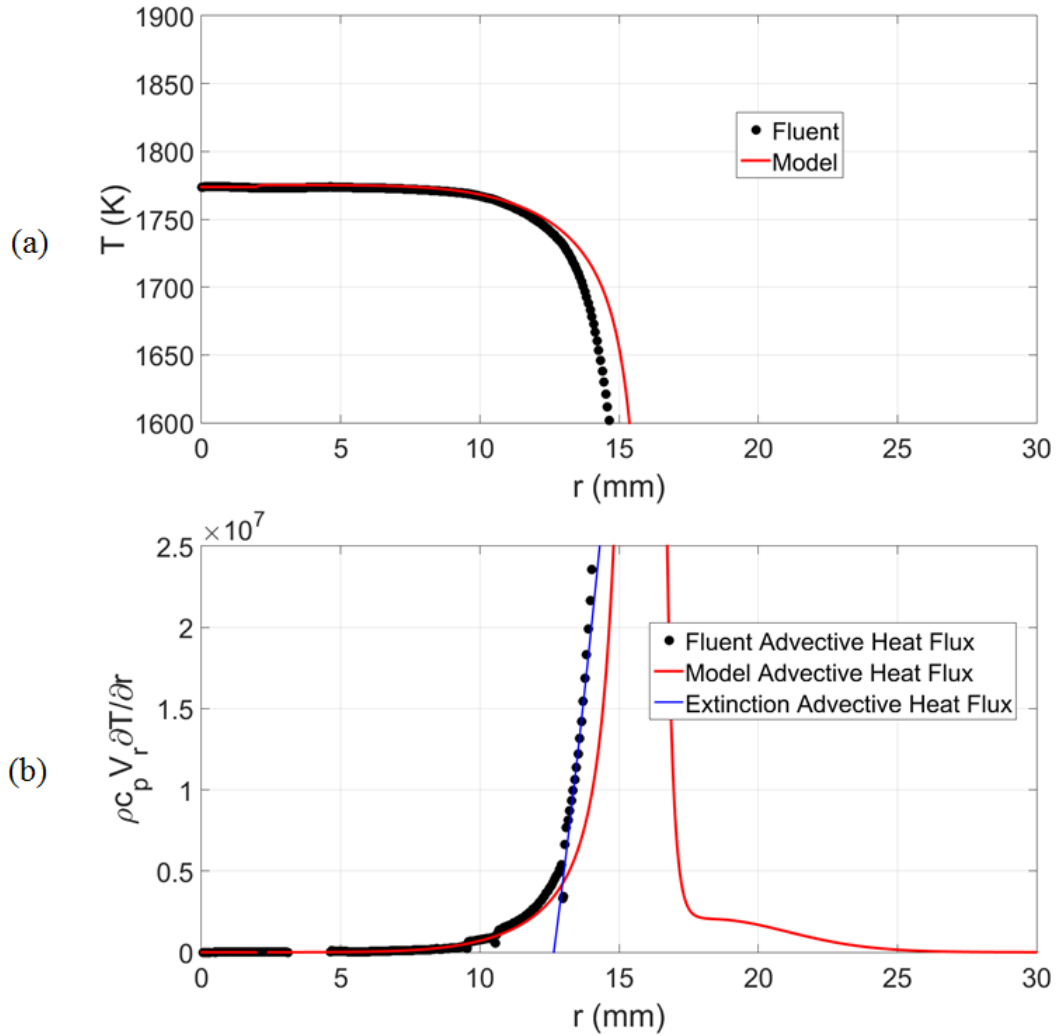 (a)
T (K)
1900
1850
1800
1750
1700
1650
1600
Fluent
Model
0 5 10 15 20 25 30
r (mm)
(b)
ρc_p V_r ∂T/∂r
×10^7
2.5
2
1.5
1
0.5
0
Fluent Advective Heat Flux
Model Advective Heat Flux
Extinction Advective Heat Flux
0 5 10 15 20 25 30
r (mm)